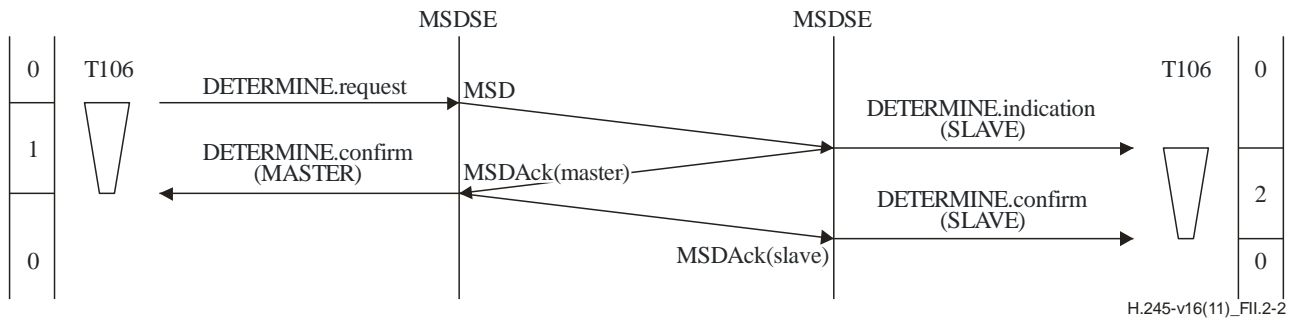 MSDSE MSDSE
0 T106 T106 0
DETERMINE.request MSD
DETERMINE.indication
(SLAVE)
1 DETERMINE.confirm
(MASTER)
MSDAck(master)
DETERMINE.confirm
(SLAVE)
2
0 MSDAck(slave) 0
H.245-v16(11)_FII.2-2